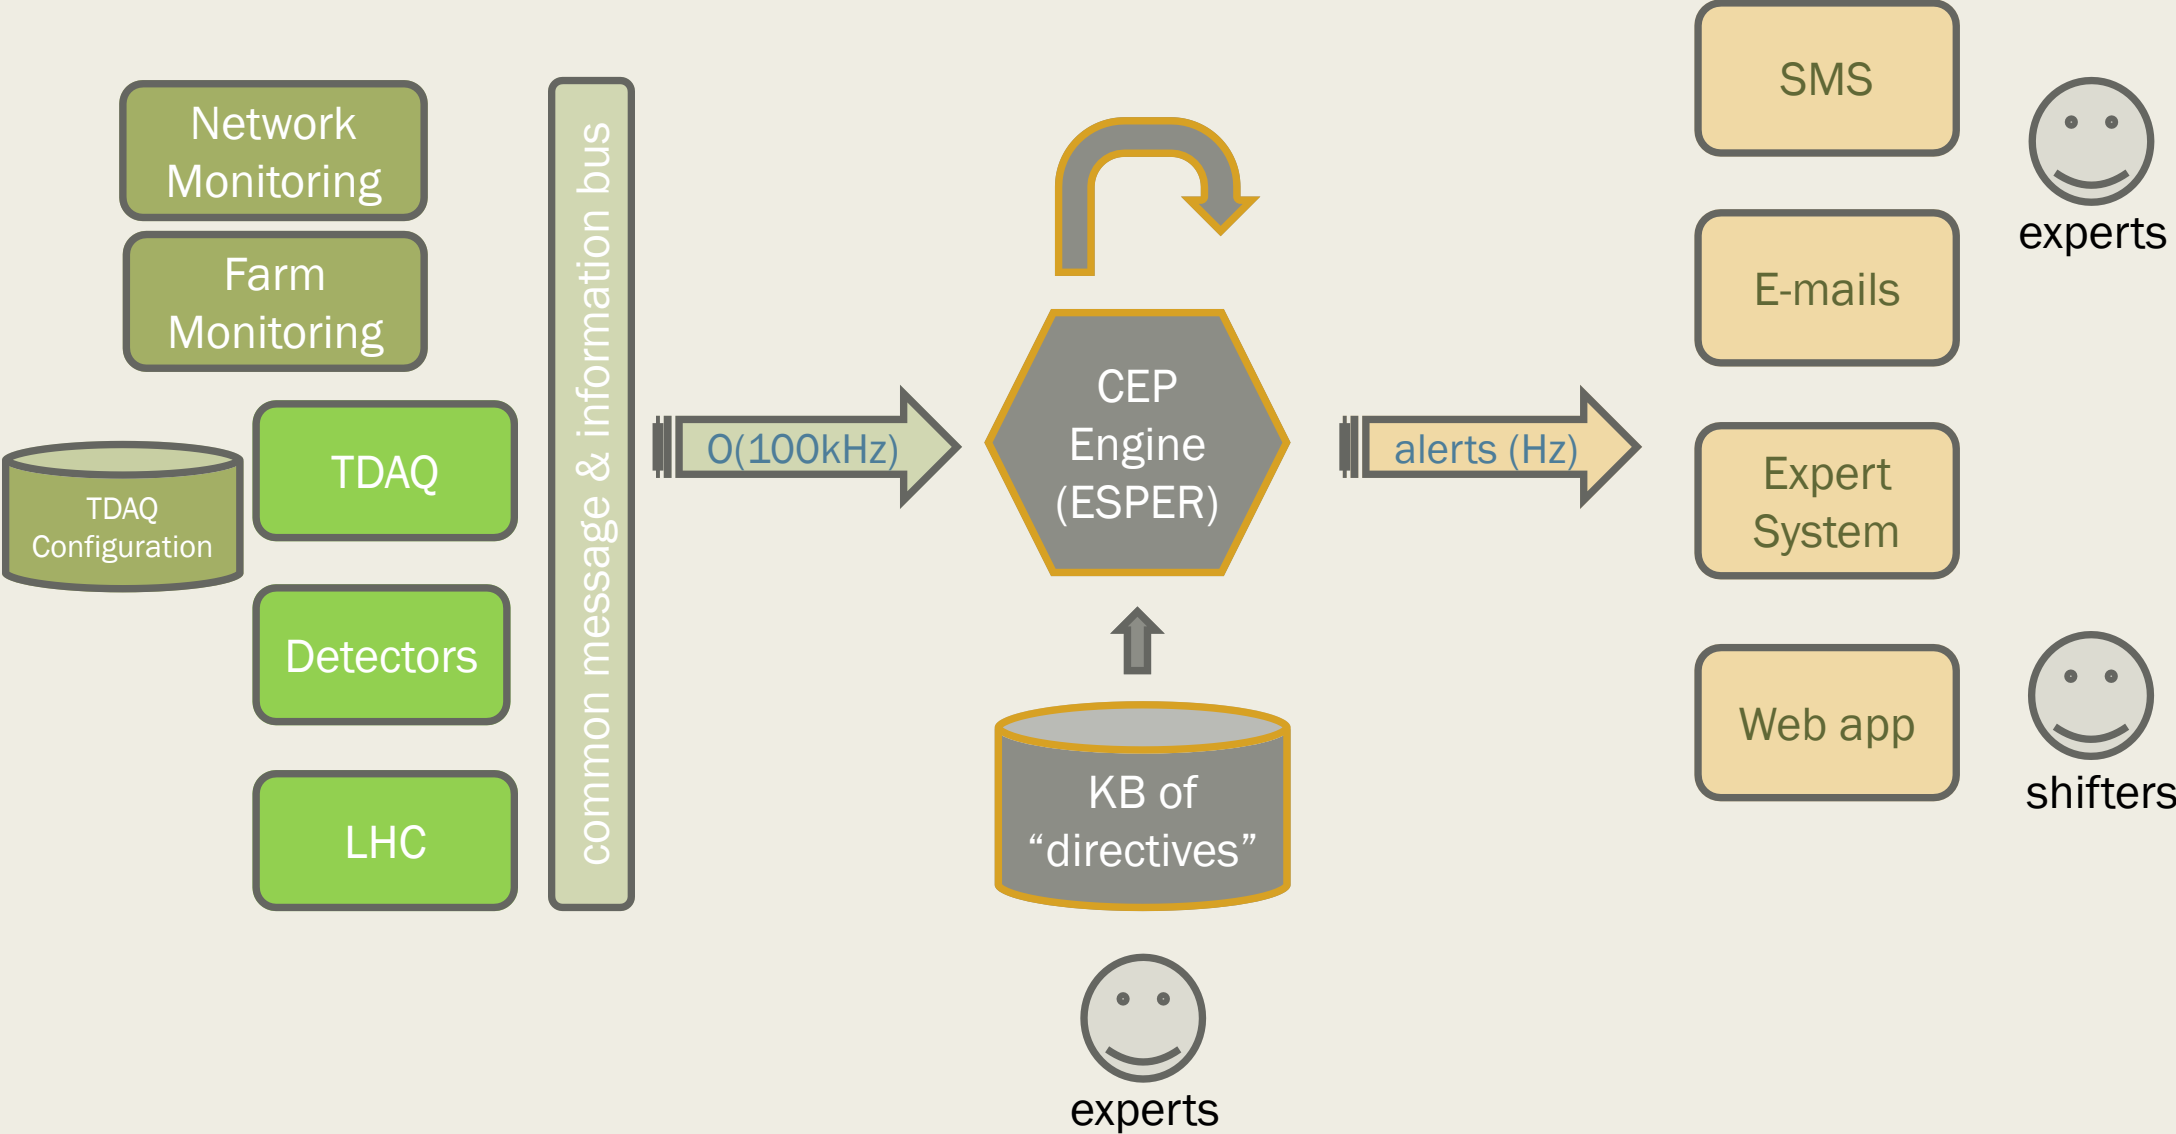 Network
Monitoring
Farm
Monitoring
TDAQ
TDAQ
Configuration
Detectors
LHC
common message & information bus
O(100kHz)
CEP
Engine
(ESPER)
KB of
“directives”
experts
alerts (Hz)
SMS
E-mails
Expert
System
Web app
experts
shifters